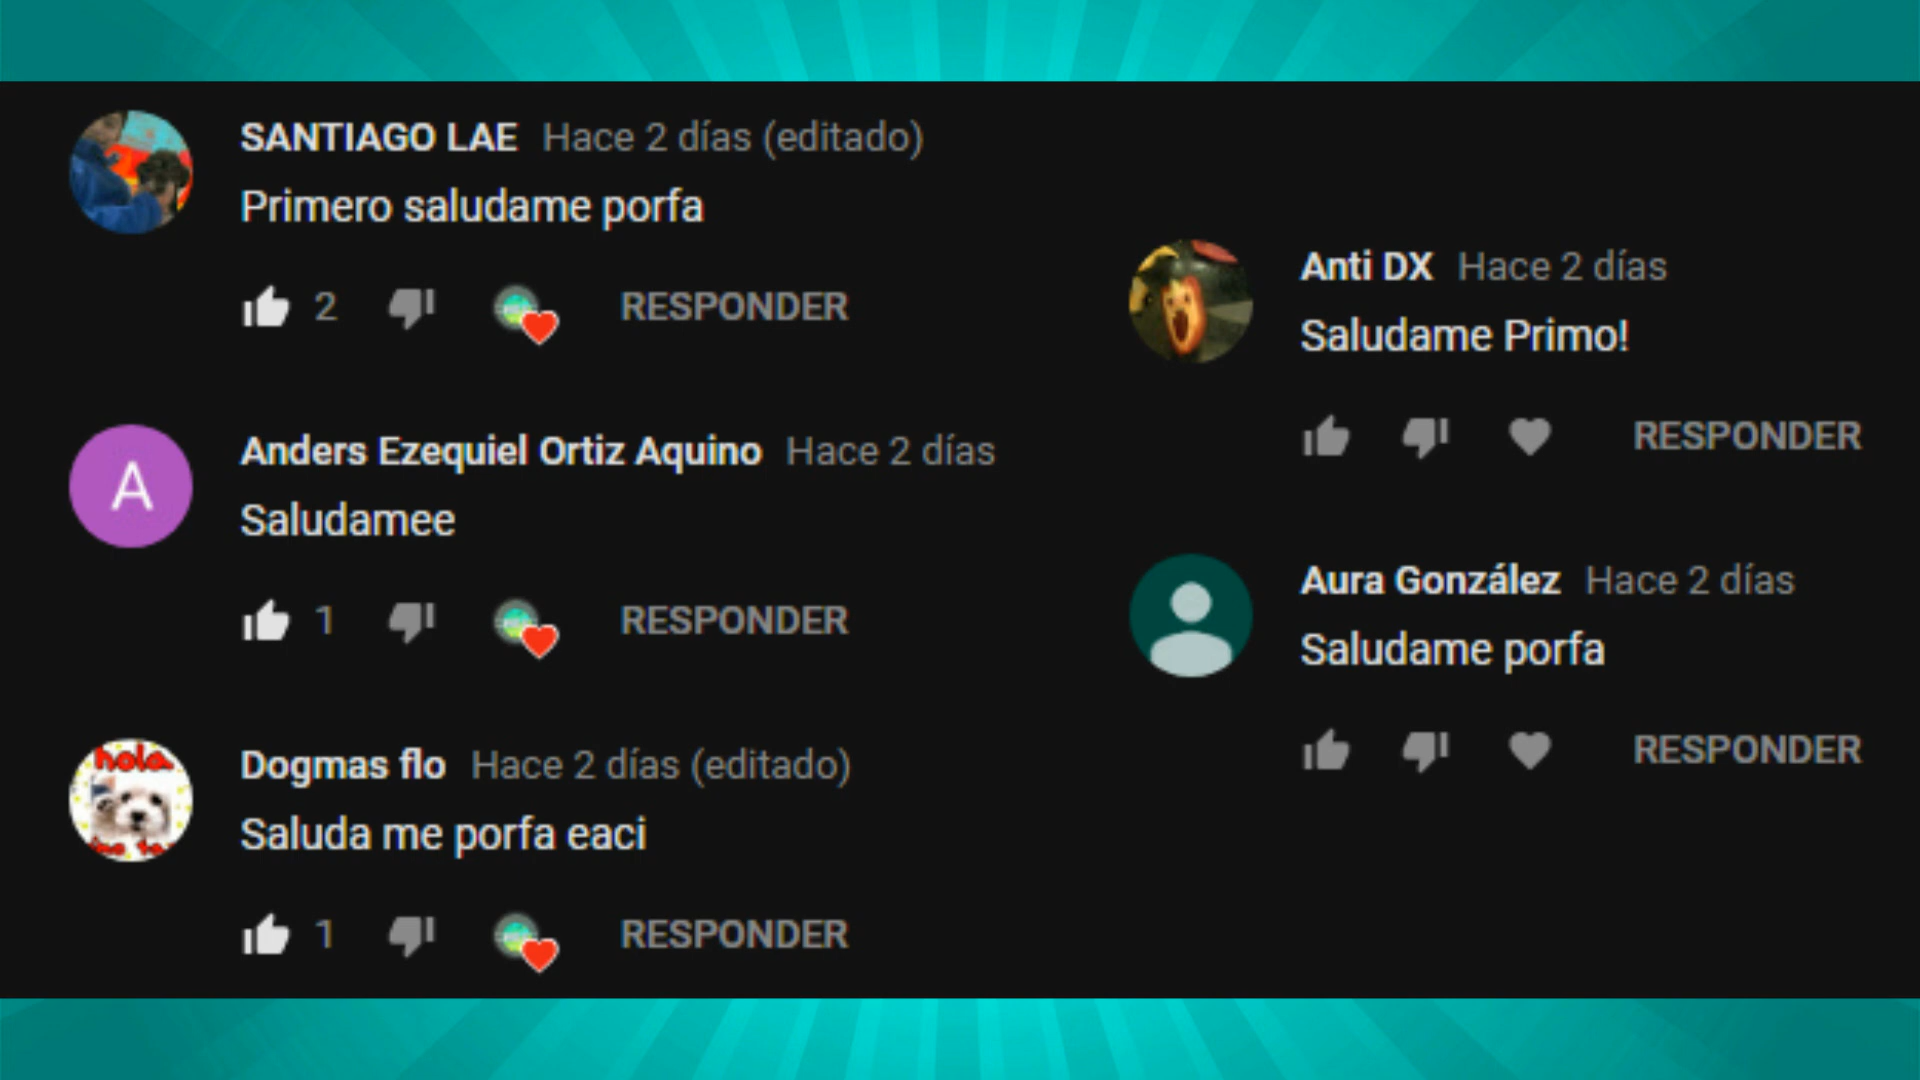 SANTIAGO LAE Hace 2 días (editado)
Primero saludame porfa
2 RESPONDER
A
Anders Ezequiel Ortiz Aquino Hace 2 días
Saludamee
1 RESPONDER
hola
Dogmas flo Hace 2 días (editado)
Saluda me porfa eaci
1 RESPONDER
Anti DX Hace 2 días
Saludame Primo!
RESPONDER
Aura González Hace 2 días
Saludame porfa
RESPONDER